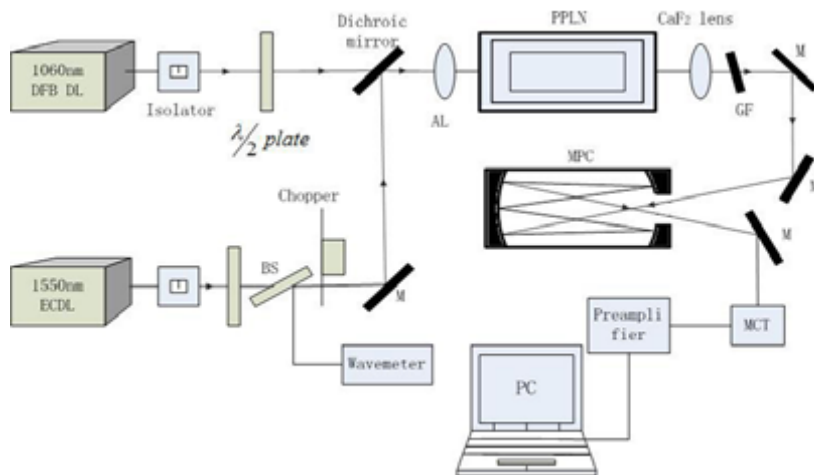 Dichroic
mirror
PPLN
CaF₂ lens
M
1060nm
DFB DL
Isolator
AL
GF
λ/2 plate
MPC
M
Chopper
M
1550nm
ECDL
BS
M
Preampli
fier
MCT
Wavemeter
PC